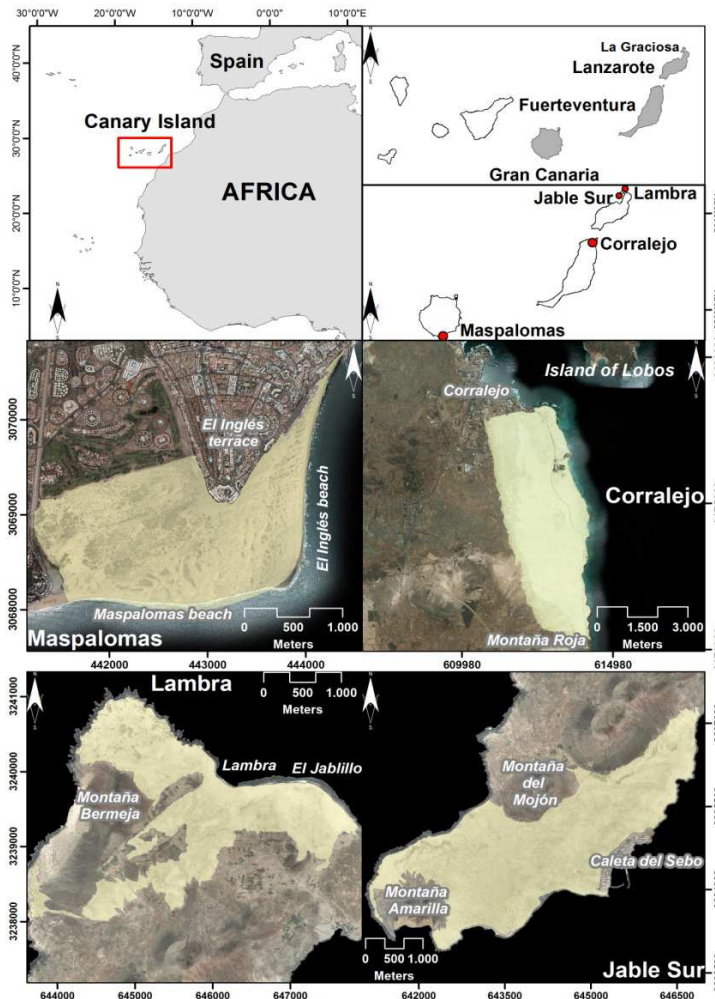 30°0'0"W 20°0'0"W 10°0'0"W 0°0'0"E 10°0'0"E
40°0'0"N
30°0'0"N
20°0'0"N
10°0'0"N
Spain
Canary Island
AFRICA
La Graciosa
Lanzarote
Fuerteventura
Gran Canaria
Jable Sur
Lambra
Corralejo
Maspalomas
N
S
El Inglés
terrace
El Inglés beach
Maspalomas beach
0 500 1.000
Meters
Maspalomas
3070000
3069000
3068000
442000 443000 444000
Island of Lobos
Corralejo
Corralejo
Montaña Roja
0 1.500 3.000
Meters
609980 614980
Lambra
0 500 1.000
Meters
Lambra El Jablillo
Montaña
Bermeja
3241000
3240000
3239000
3238000
644000 645000 646000 647000
Montaña
del
Mojón
Caleta del Sebo
Montaña
Amarilla
0 500 1.000
Meters
Jable Sur
642000 643500 645000 646500